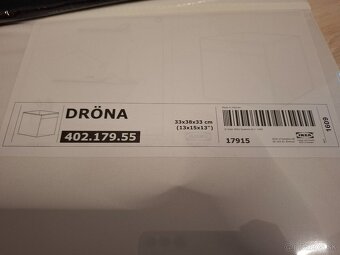 DRÖNA
402.179.55
33x38x33 cm
(13x15x13")
17915
IKEA
1609